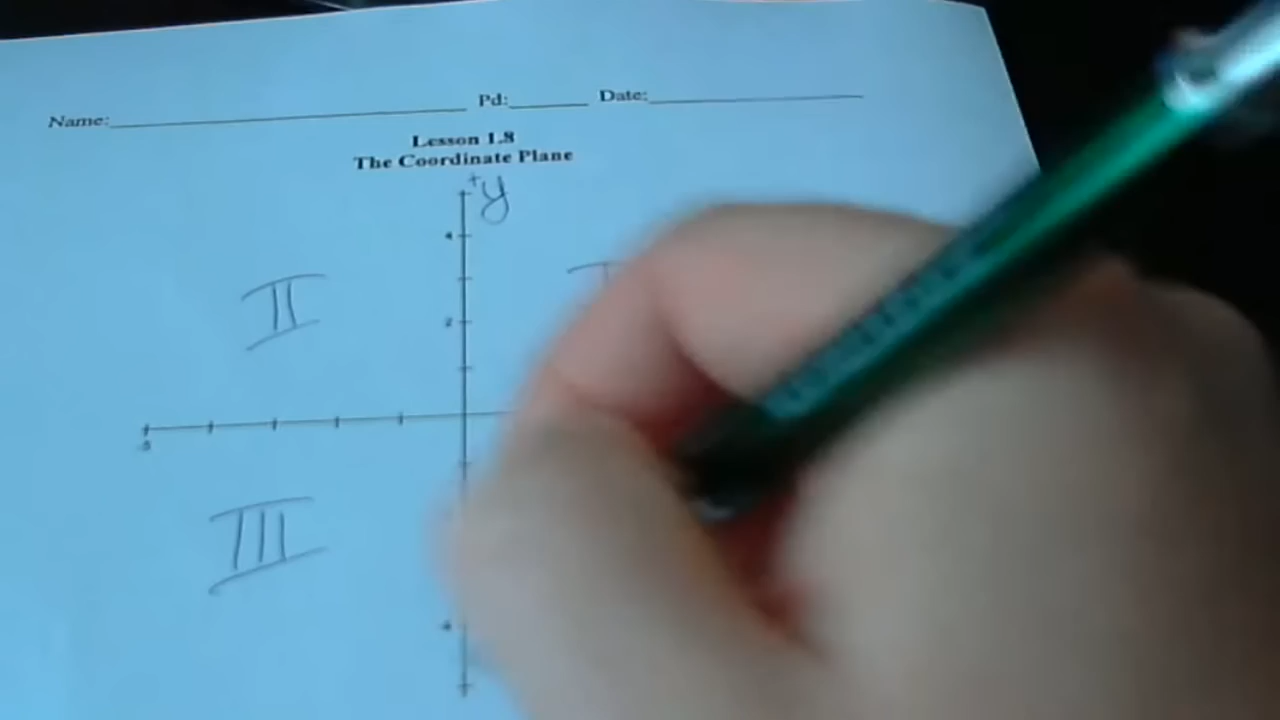 Name: Pd: Date:
Lesson 1.8
The Coordinate Plane
+y
4
II
2
-5
III
-4